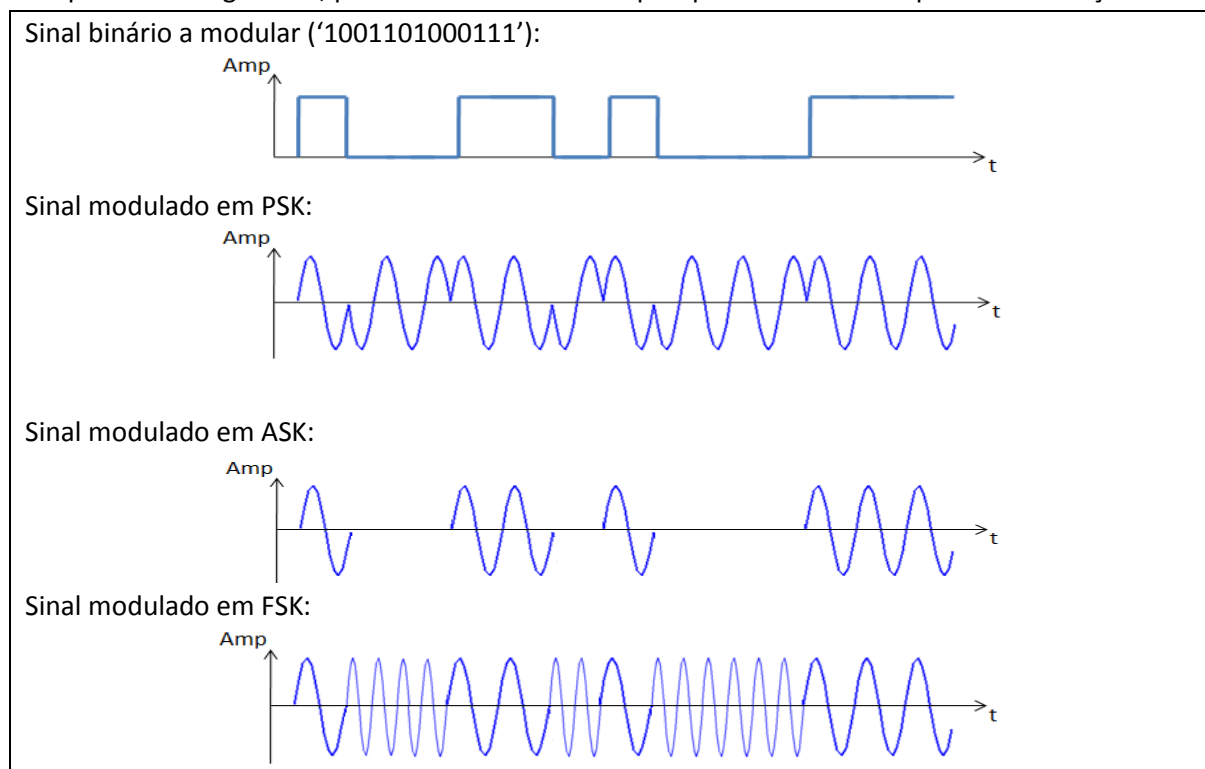 Sinal binário a modular (‘1001101000111’):
Amp
t
Sinal modulado em PSK:
Amp
t
Sinal modulado em ASK:
Amp
t
Sinal modulado em FSK:
Amp
t